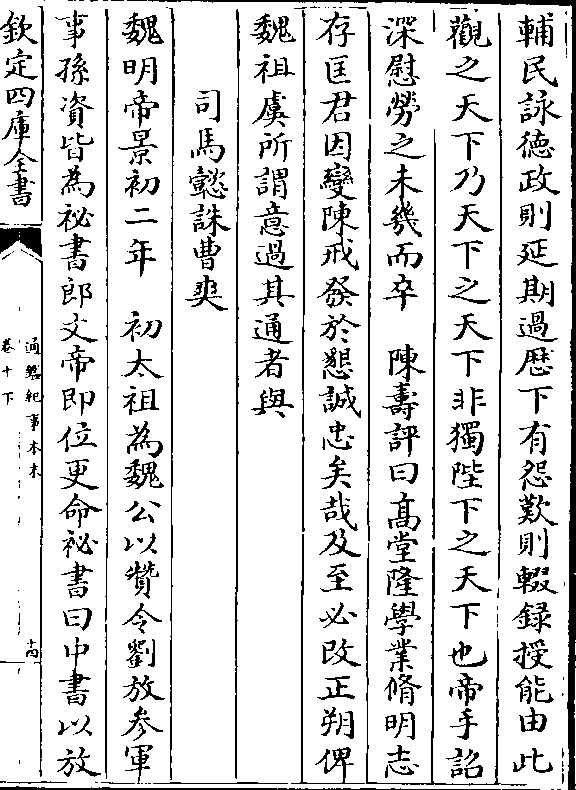 輔民詠德政則延期過歴下有怨歎則輟録授能由此
觀之天下乃天下之天下非獨陛下之天下也帝手詔
深慰勞之未幾而卒　陳壽評曰髙堂隆學業脩明志
存匡君因變陳戒發於懇誠忠矣哉及至必改正朔俾
魏祖虞所謂意過其通者與
司馬懿誅曹爽
魏明帝景初二年　初太祖為魏公以贊令劉放參軍
事孫資皆為祕書郎文帝即位更命祕書曰中書以放
欽定四庫全書
通鑑紀事本末
卷十下
十四